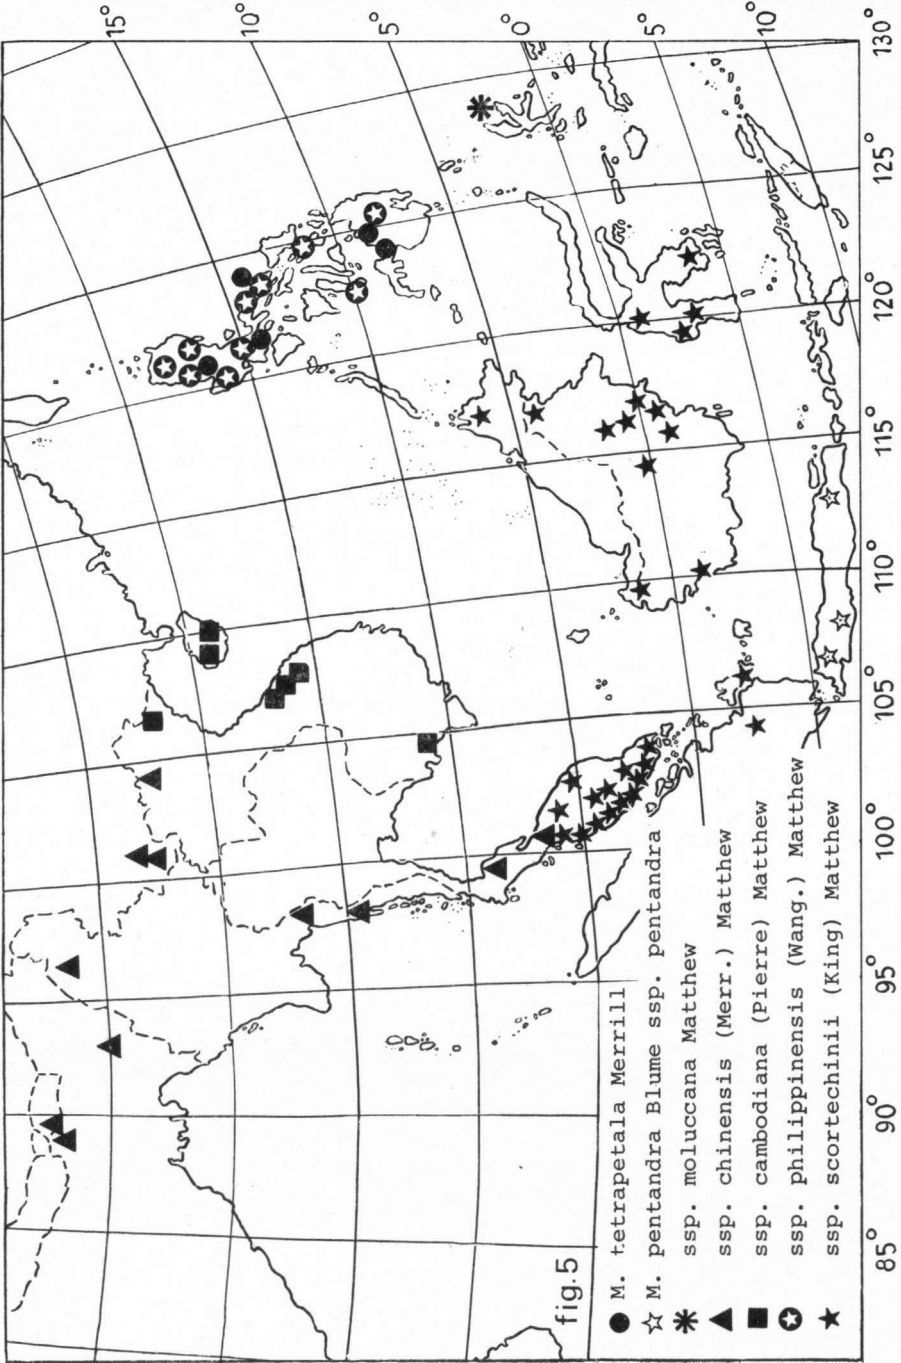 fig.5
● M. tetrapetala Merrill
☆ M. pentandra Blume ssp. pentandra
✳ ssp. moluccana Matthew
▲ ssp. chinensis (Merr.) Matthew
■ ssp. cambodiana (Pierre) Matthew
✪ ssp. philippinensis (Wang.) Matthew
★ ssp. scortechinii (King) Matthew
85° 90° 95° 100° 105° 110° 115° 120° 125° 130°
15°
10°
5°
0°
5°
10°